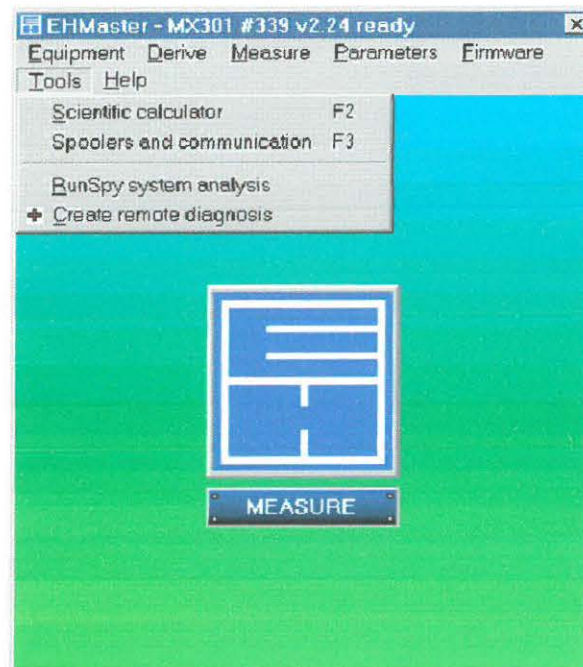 EHMaster - MX301 #339 v2.24 ready
Equipment Derive Measure Parameters Firmware
Tools Help
Scientific calculator F2
Spoolers and communication F3
RunSpy system analysis
Create remote diagnosis
MEASURE